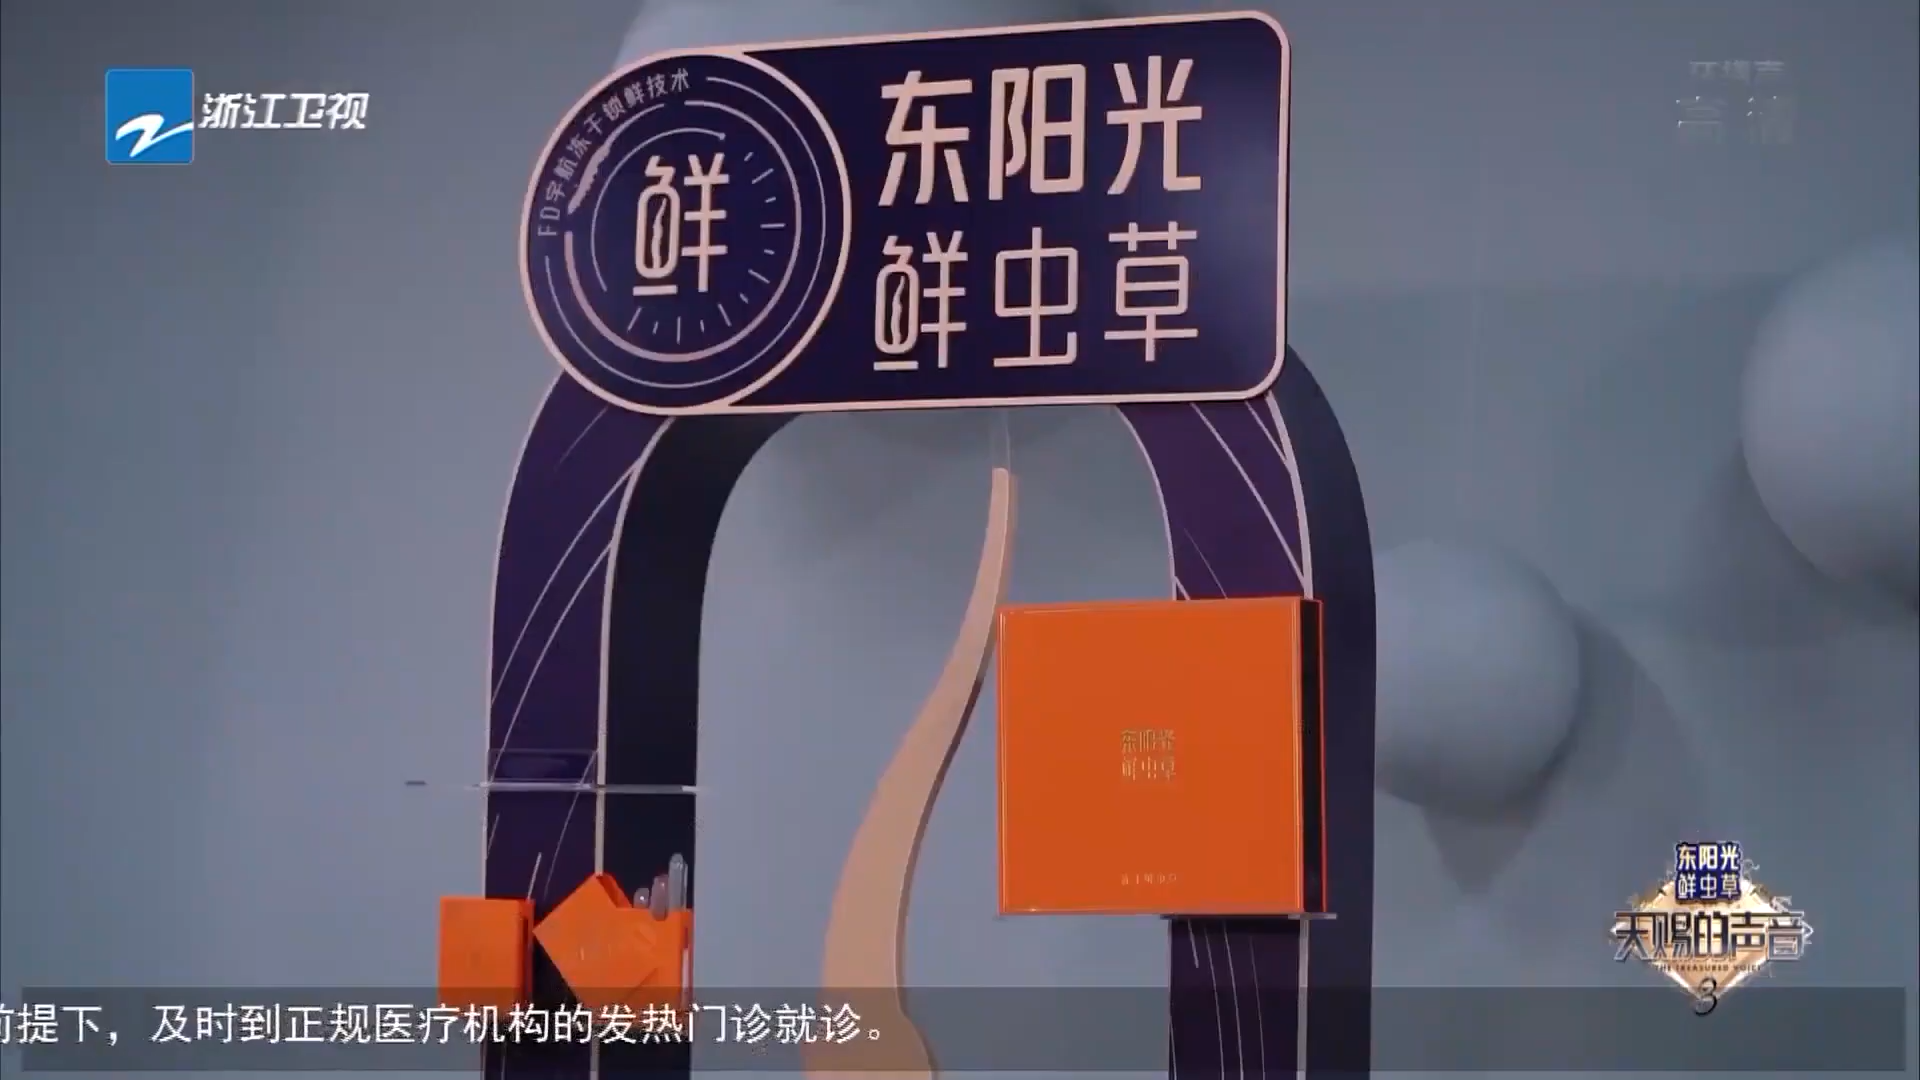 浙江卫视
FD宇航冻干锁鲜技术
鲜
东阳光
鲜虫草
东阳光
鲜虫草
东阳光
鲜虫草
天赐的声音
THE TREASURED VOICE
3
前提下，及时到正规医疗机构的发热门诊就诊。